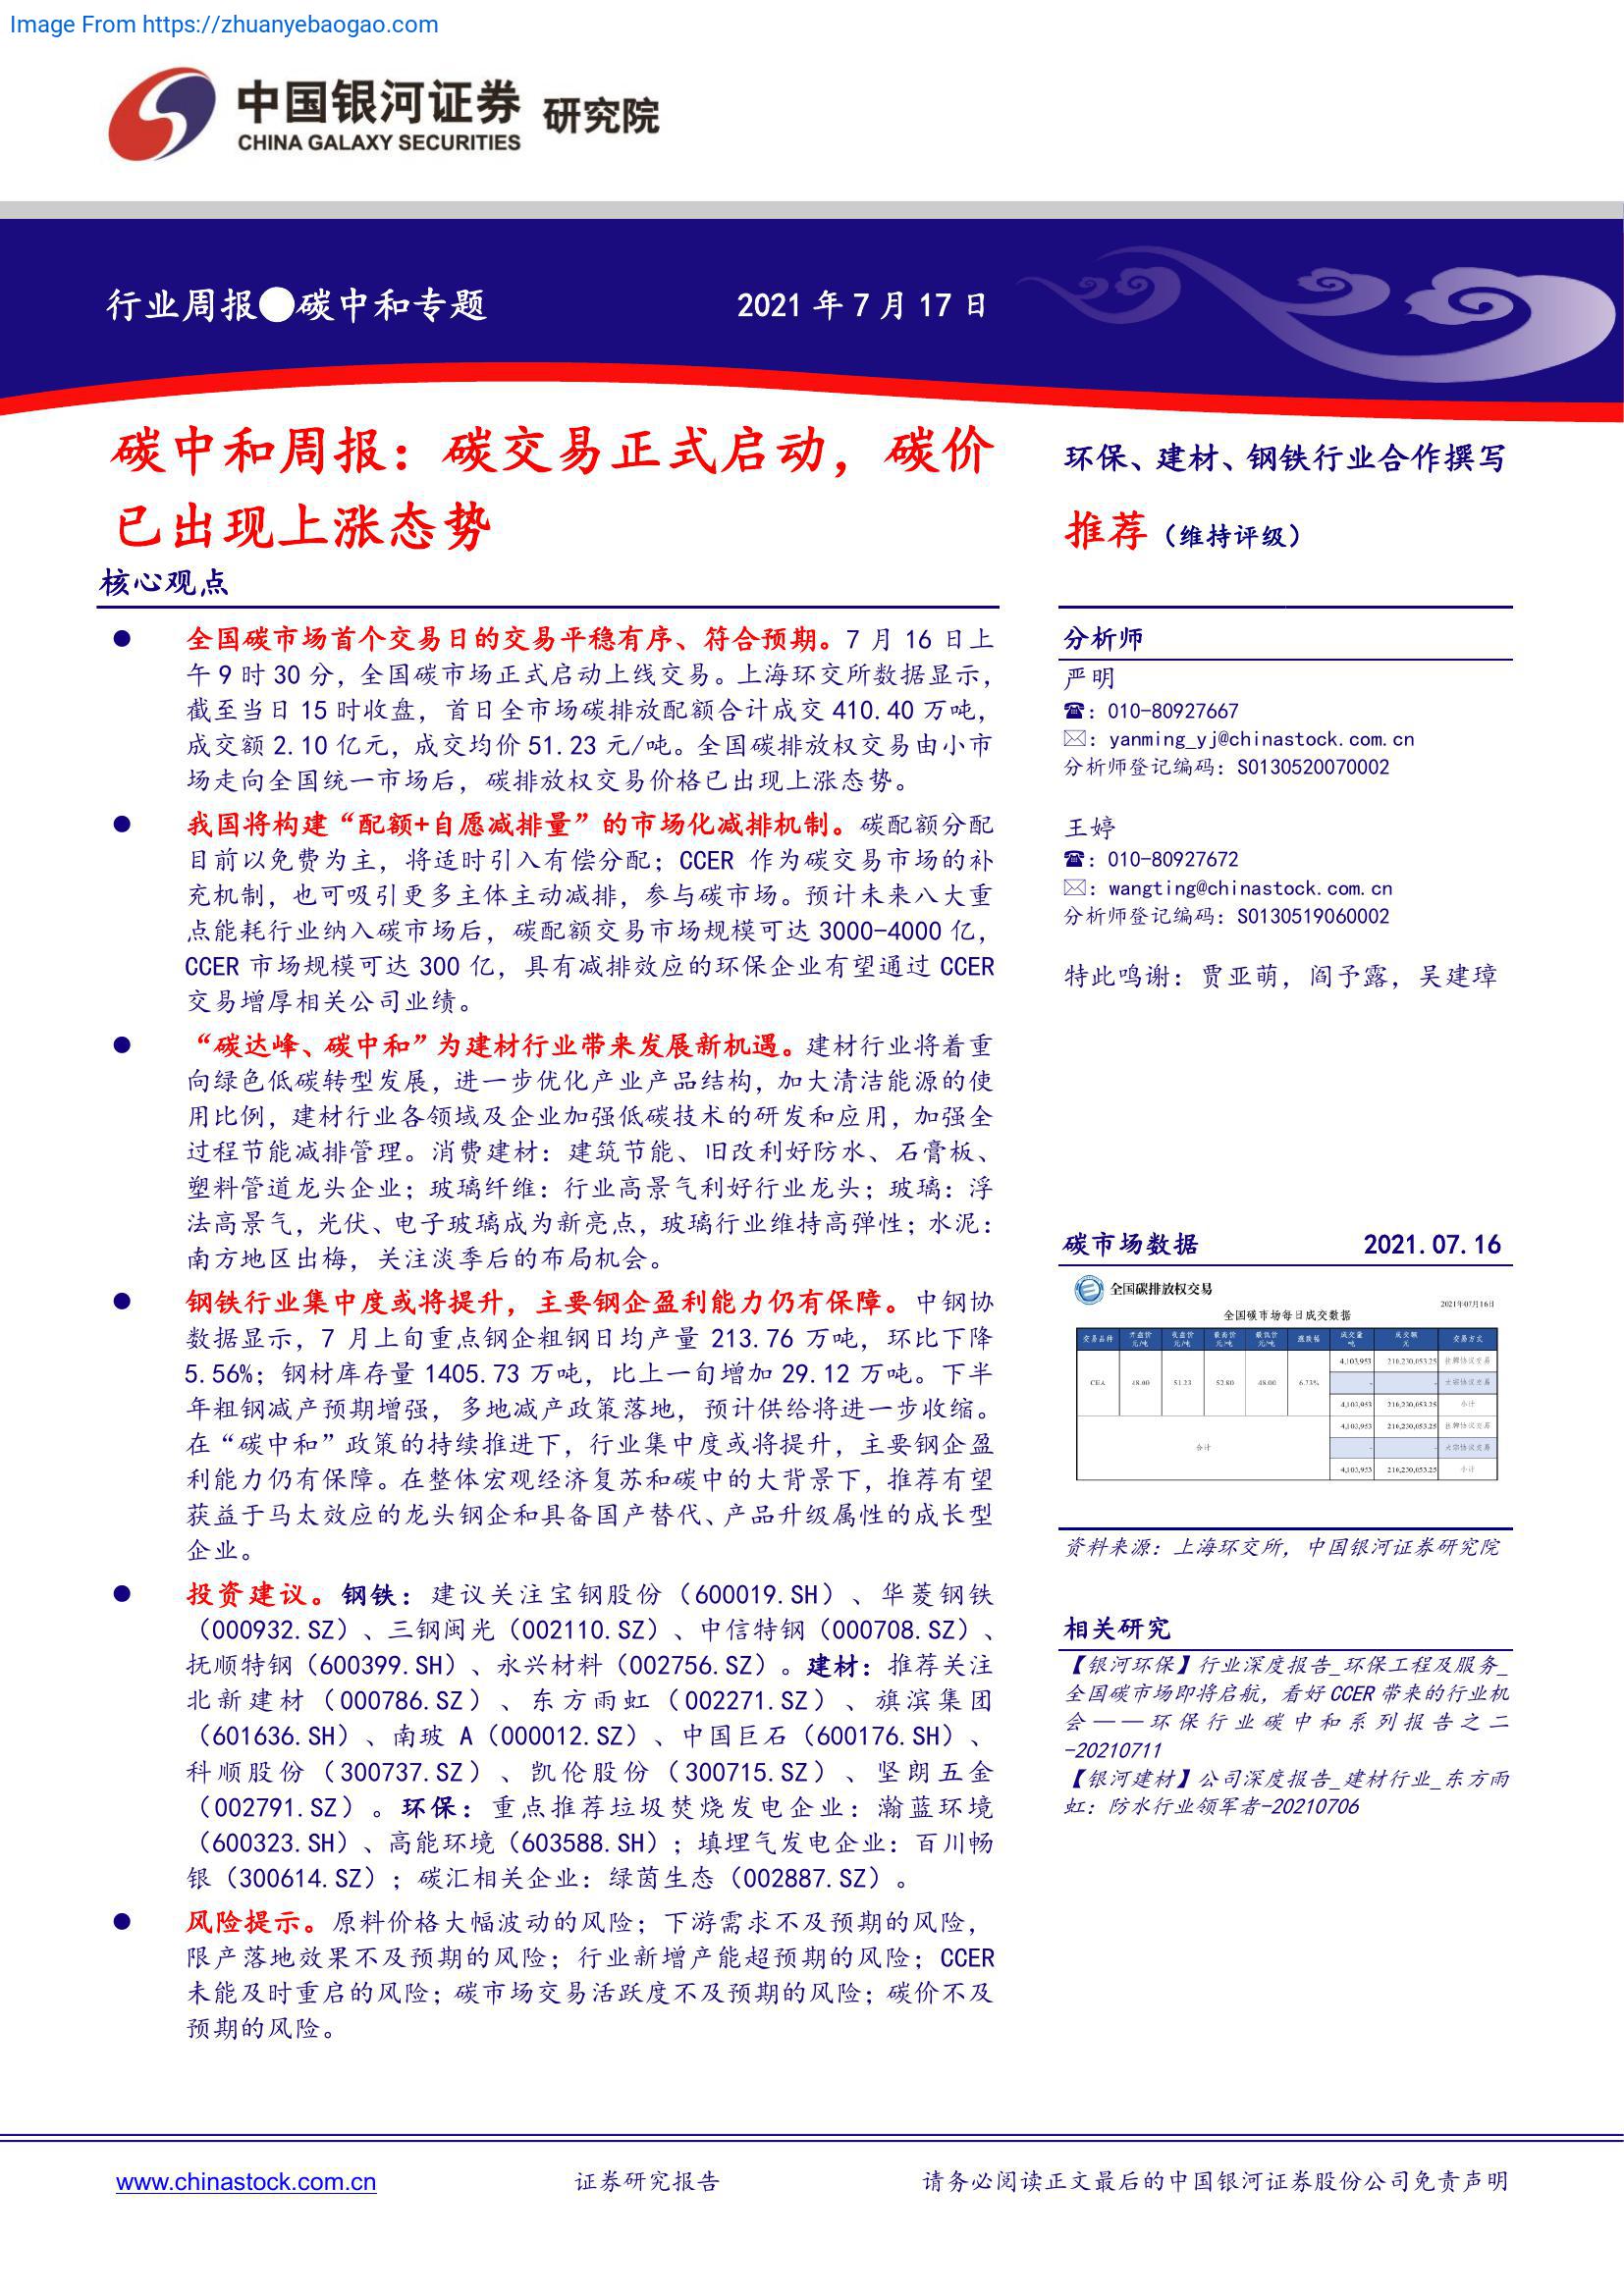 Image From https://zhuanyebaogao.com
中国银河证券 研究院
CHINA GALAXY SECURITIES
行业周报●碳中和专题
2021 年 7 月 17 日
碳中和周报：碳交易正式启动，碳价
已出现上涨态势
核心观点
● 全国碳市场首个交易日的交易平稳有序、符合预期。7 月 16 日上
午 9 时 30 分，全国碳市场正式启动上线交易。上海环交所数据显示，
截至当日 15 时收盘，首日全市场碳排放配额合计成交 410.40 万吨，
成交额 2.10 亿元，成交均价 51.23 元/吨。全国碳排放权交易由小市
场走向全国统一市场后，碳排放权交易价格已出现上涨态势。
● 我国将构建“配额+自愿减排量”的市场化减排机制。碳配额分配
目前以免费为主，将适时引入有偿分配；CCER 作为碳交易市场的补
充机制，也可吸引更多主体主动减排，参与碳市场。预计未来八大重
点能耗行业纳入碳市场后，碳配额交易市场规模可达 3000-4000 亿，
CCER 市场规模可达 300 亿，具有减排效应的环保企业有望通过 CCER
交易增厚相关公司业绩。
● “碳达峰、碳中和”为建材行业带来发展新机遇。建材行业将着重
向绿色低碳转型发展，进一步优化产业产品结构，加大清洁能源的使
用比例，建材行业各领域及企业加强低碳技术的研发和应用，加强全
过程节能减排管理。消费建材：建筑节能、旧改利好防水、石膏板、
塑料管道龙头企业；玻璃纤维：行业高景气利好行业龙头；玻璃：浮
法高景气，光伏、电子玻璃成为新亮点，玻璃行业维持高弹性；水泥：
南方地区出梅，关注淡季后的布局机会。
● 钢铁行业集中度或将提升，主要钢企盈利能力仍有保障。中钢协
数据显示，7 月上旬重点钢企粗钢日均产量 213.76 万吨，环比下降
5.56%；钢材库存量 1405.73 万吨，比上一旬增加 29.12 万吨。下半
年粗钢减产预期增强，多地减产政策落地，预计供给将进一步收缩。
在“碳中和”政策的持续推进下，行业集中度或将提升，主要钢企盈
利能力仍有保障。在整体宏观经济复苏和碳中的大背景下，推荐有望
获益于马太效应的龙头钢企和具备国产替代、产品升级属性的成长型
企业。
● 投资建议。钢铁：建议关注宝钢股份（600019.SH）、华菱钢铁
（000932.SZ）、三钢闽光（002110.SZ）、中信特钢（000708.SZ）、
抚顺特钢（600399.SH）、永兴材料（002756.SZ）。建材：推荐关注
北新建材（000786.SZ）、东方雨虹（002271.SZ）、旗滨集团
（601636.SH）、南玻 A（000012.SZ）、中国巨石（600176.SH）、
科顺股份（300737.SZ）、凯伦股份（300715.SZ）、坚朗五金
（002791.SZ）。环保：重点推荐垃圾焚烧发电企业：瀚蓝环境
（600323.SH）、高能环境（603588.SH）；填埋气发电企业：百川畅
银（300614.SZ）；碳汇相关企业：绿茵生态（002887.SZ）。
● 风险提示。原料价格大幅波动的风险；下游需求不及预期的风险，
限产落地效果不及预期的风险；行业新增产能超预期的风险；CCER
未能及时重启的风险；碳市场交易活跃度不及预期的风险；碳价不及
预期的风险。
环保、建材、钢铁行业合作撰写
推荐（维持评级）
分析师
严明
☎：010-80927667
✉：yanming_yj@chinastock.com.cn
分析师登记编码：S0130520070002
王婷
☎：010-80927672
✉：wangting@chinastock.com.cn
分析师登记编码：S0130519060002
特此鸣谢：贾亚萌，阎予露，吴建璋
碳市场数据 2021.07.16
全国碳排放权交易
2021年07月16日
全国碳市场每日成交数据
交易品种 开盘价 元/吨 收盘价 元/吨 最高价 元/吨 最低价 元/吨 涨跌幅 成交量 吨 成交额 元 交易方式
4,103,953 210,230,053.25 挂牌协议交易
CEA 48.00 51.23 52.80 48.00 6.73% - - 大宗协议交易
4,103,953 210,230,053.25 小计
4,103,953 210,230,053.25 挂牌协议交易
合计 - - 大宗协议交易
4,103,953 210,230,053.25 小计
资料来源：上海环交所，中国银河证券研究院
相关研究
【银河环保】行业深度报告_环保工程及服务_
全国碳市场即将启航，看好 CCER 带来的行业机
会——环保行业碳中和系列报告之二
-20210711
【银河建材】公司深度报告_建材行业_东方雨
虹：防水行业领军者-20210706
www.chinastock.com.cn
证券研究报告
请务必阅读正文最后的中国银河证券股份公司免责声明